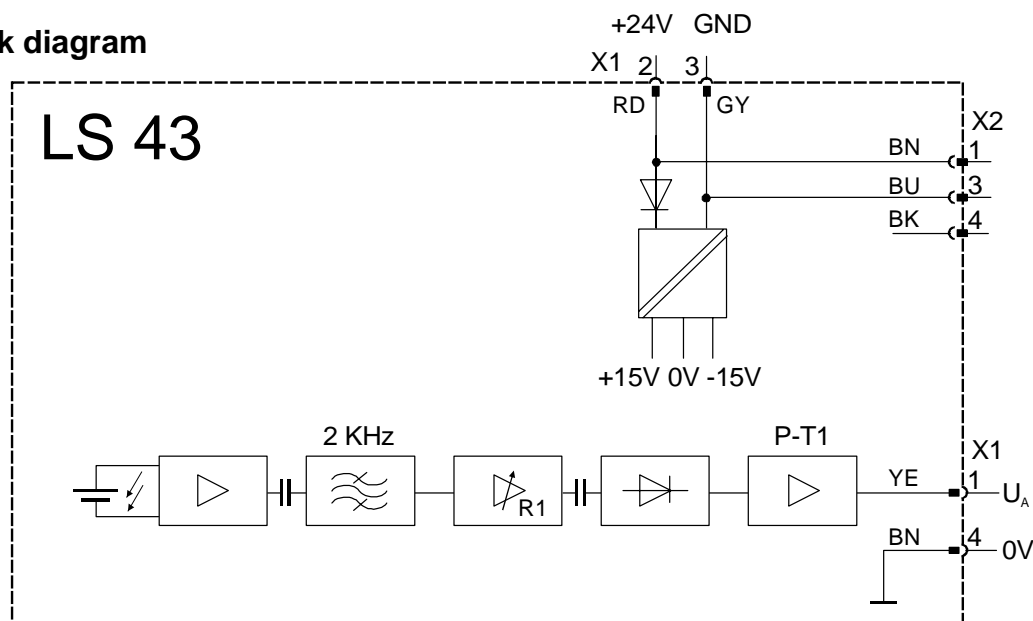 k diagram
+24V GND
X1 2 3
RD GY
LS 43
X2
BN 1
BU 3
BK 4
+15V 0V -15V
2 KHz
P-T1
X1
R1
YE 1 UA
BN 4 0V